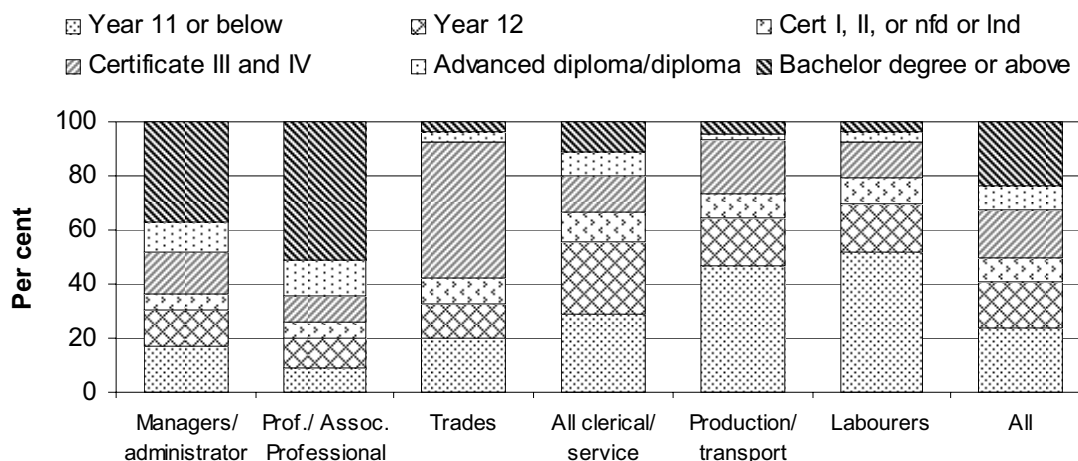 Year 11 or below Year 12 Cert I, II, or nfd or lnd
Certificate III and IV Advanced diploma/diploma Bachelor degree or above
100
80
60
40
20
0
Per cent
Managers/ Prof./ Assoc. Trades All clerical/ Production/ Labourers All
administrator Professional service transport